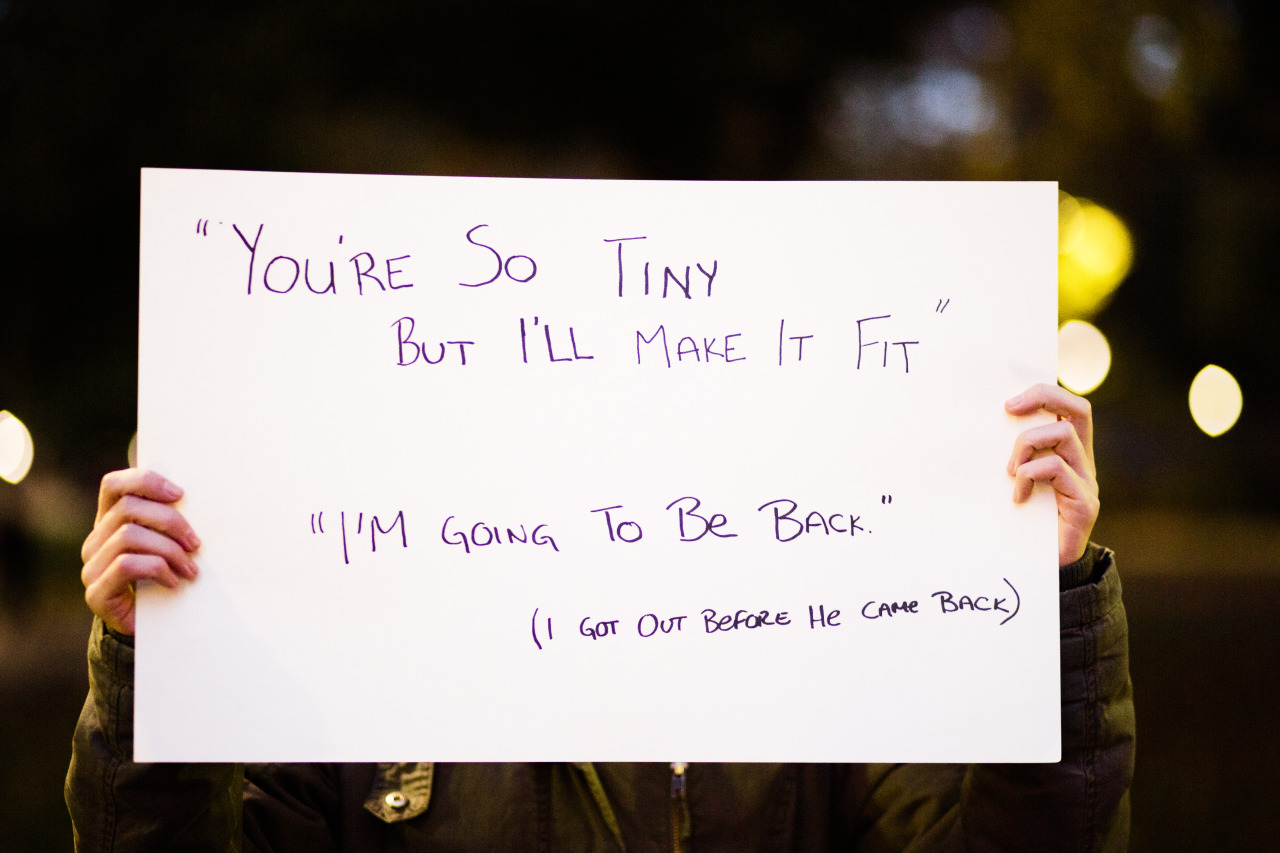 "You're So Tiny
But I'll Make It Fit"
"I'm going To Be Back."
(I got Out Before He Came Back)